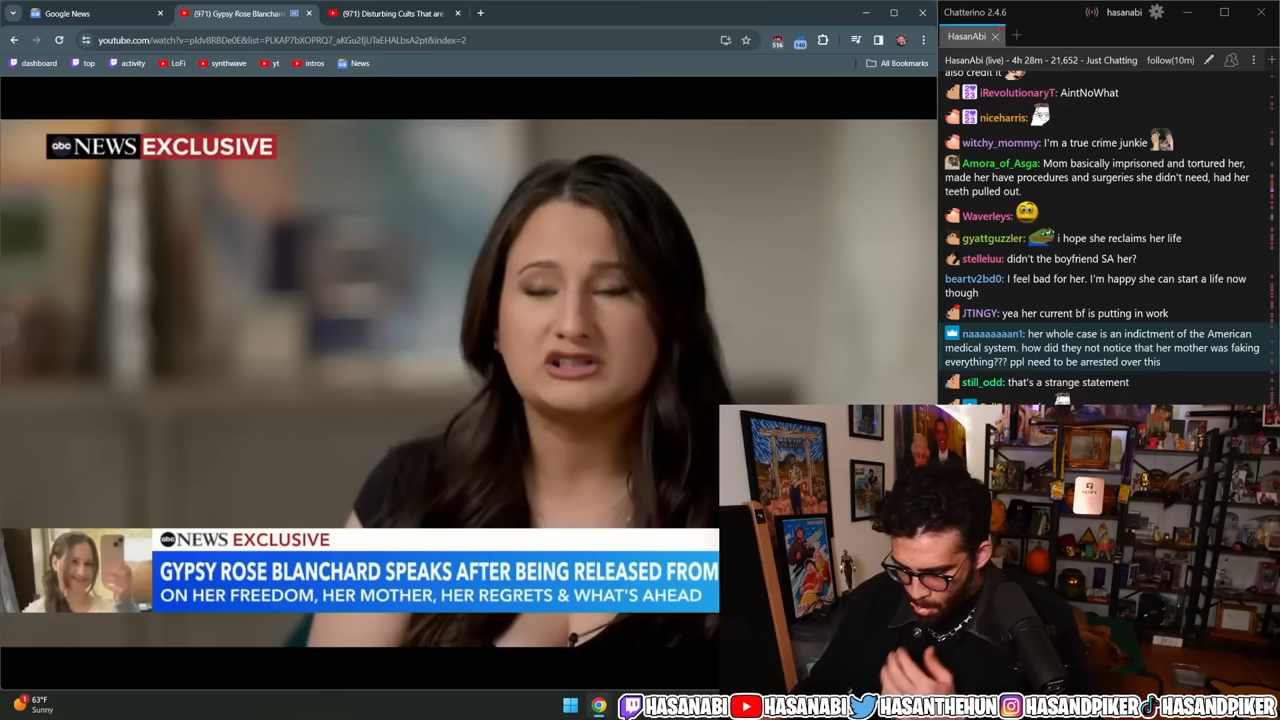 Google News
(971) Gypsy Rose Blanchard
(971) Disturbing Cults That are
youtube.com/watch?v=pIdv8RBDe0E&list=PLKAP7bXOPRQ7_aKGu2fjUTaEHALbsA2pt&index=2
516
140
dashboard
top
activity
LoFi
synthwave
yt
intros
News
All Bookmarks
Chatterino 2.4.6
hasanabi
HasanAbi
HasanAbi (live) - 4h 28m - 21,652 - Just Chatting
follow(10m)
also credit it
iRevolutionaryT: AintNoWhat
niceharris:
witchy_mommy: I'm a true crime junkie
Amora_of_Asga: Mom basically imprisoned and tortured her,
made her have procedures and surgeries she didn't need, had her
teeth pulled out.
Waverleys:
gyattguzzler: i hope she reclaims her life
stelleluu: didn't the boyfriend SA her?
beartv2bd0: I feel bad for her. I'm happy she can start a life now
though
JTINGY: yea her current bf is putting in work
naaaaaaaan1: her whole case is an indictment of the American
medical system. how did they not notice that her mother was faking
everything??? ppl need to be arrested over this
still_odd: that's a strange statement
abc NEWS EXCLUSIVE
abc NEWS EXCLUSIVE
GYPSY ROSE BLANCHARD SPEAKS AFTER BEING RELEASED FROM
ON HER FREEDOM, HER MOTHER, HER REGRETS & WHAT'S AHEAD
63°F
Sunny
HASANABI
HASANABI
HASANTHEHUN
HASANDPIKER
HASANDPIKER